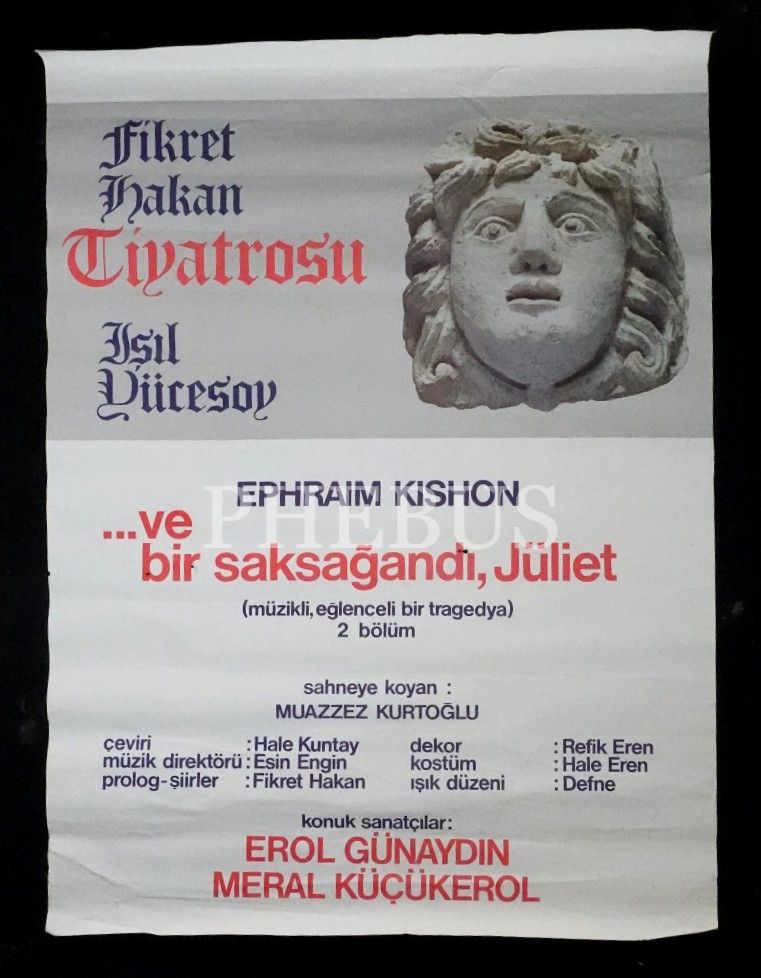 Fikret
Hakan
Tiyatrosu
Işıl
Yücesoy
EPHRAIM KISHON
PHEBUS
...ve
bir saksağandı, Jüliet
(müzikli, eğlenceli bir tragedya)
2 bölüm
sahneye koyan :
MUAZZEZ KURTOĞLU
çeviri : Hale Kuntay
müzik direktörü : Esin Engin
prolog-şiirler : Fikret Hakan
dekor : Refik Eren
kostüm : Hale Eren
ışık düzeni : Defne
konuk sanatçılar:
EROL GÜNAYDIN
MERAL KÜÇÜKEROL